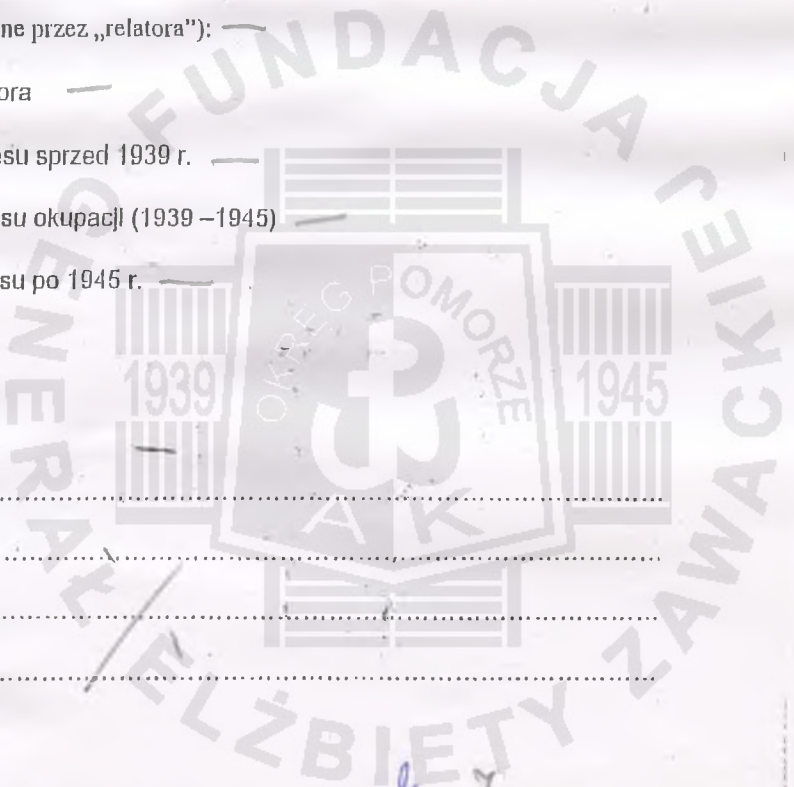 ne przez „relatora”): —
ora —
esu sprzed 1939 r. —
su okupacji (1939 –1945) —
su po 1945 r. —
FUNDACJA GENERAŁ ELŻBIETY ZAWACKIEJ
OKRĘG POMORZE
1939 1945
AK